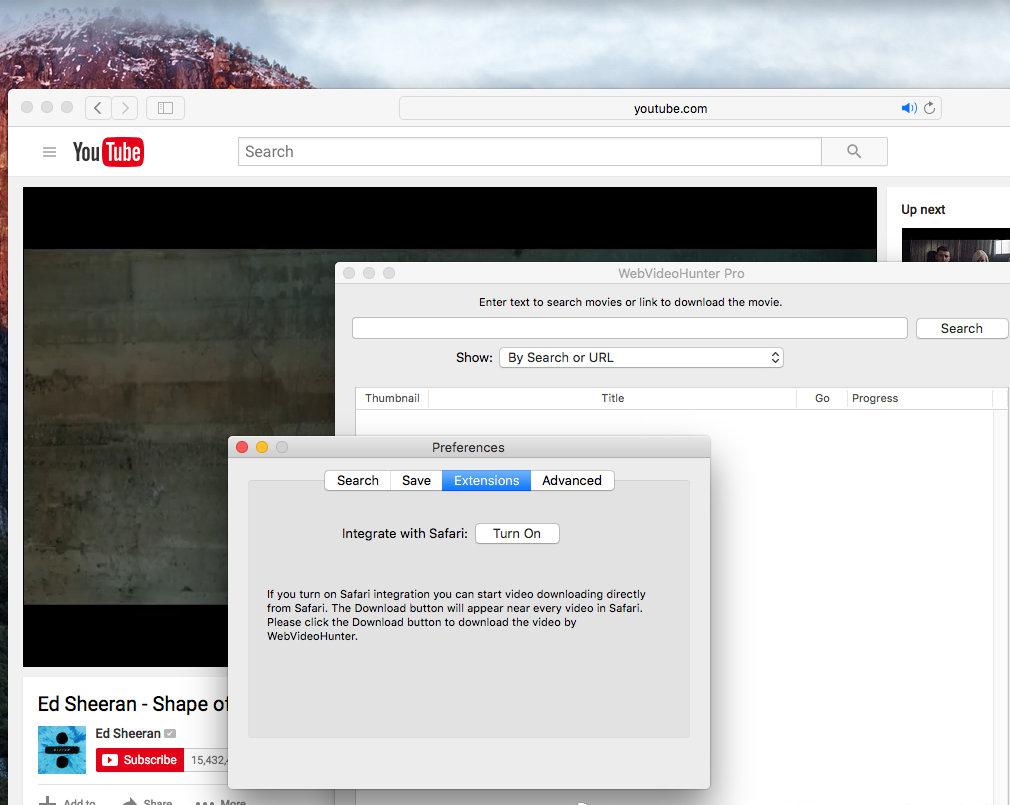 youtube.com
YouTube
Search
Up next
WebVideoHunter Pro
Enter text to search movies or link to download the movie.
Search
Show: By Search or URL
Thumbnail Title Go Progress
Preferences
Search Save Extensions Advanced
Integrate with Safari: Turn On
If you turn on Safari integration you can start video downloading directly
from Safari. The Download button will appear near every video in Safari.
Please click the Download button to download the video by
WebVideoHunter.
Ed Sheeran - Shape of
Ed Sheeran
Subscribe 15,432,
Add to Share More